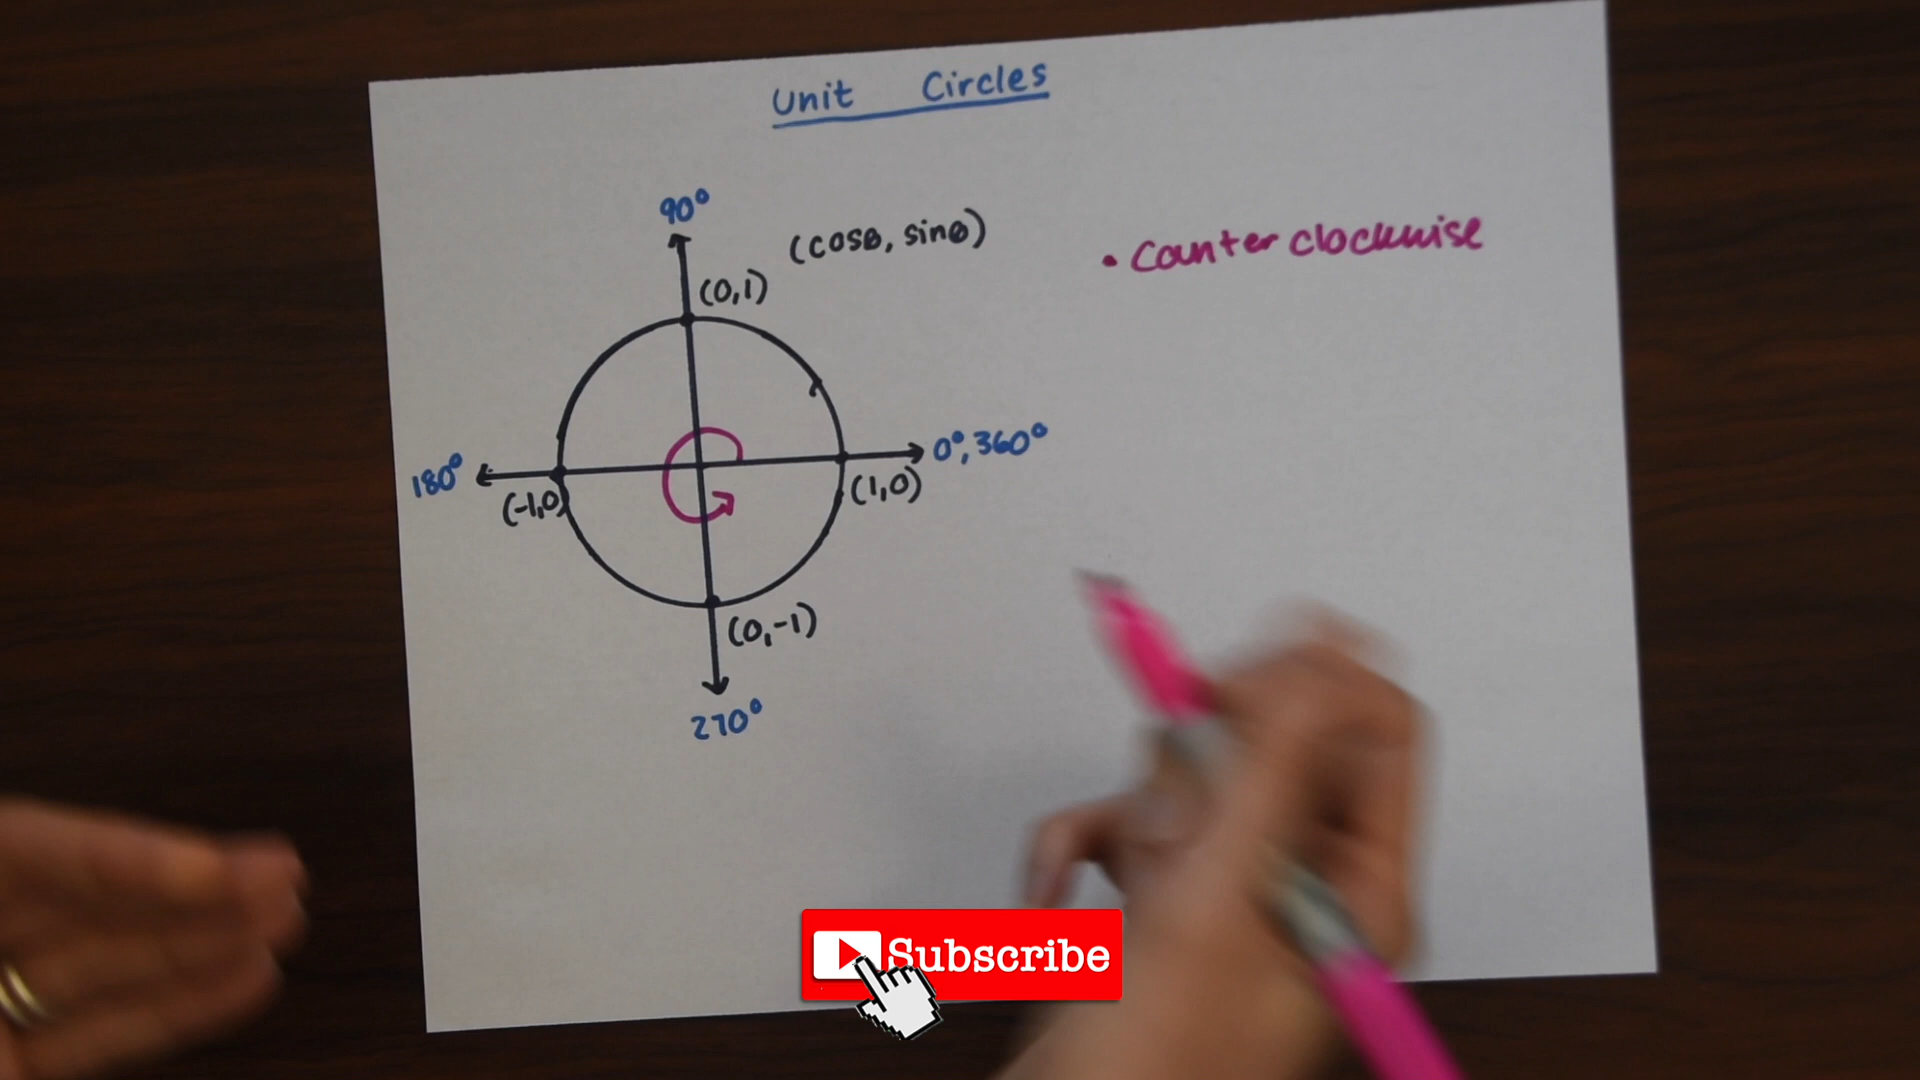 Unit Circles
90°
(cosθ, sinθ)
• Counter clockwise
(0,1)
180°
0°, 360°
(-1,0)
(1,0)
(0,-1)
270°
Subscribe